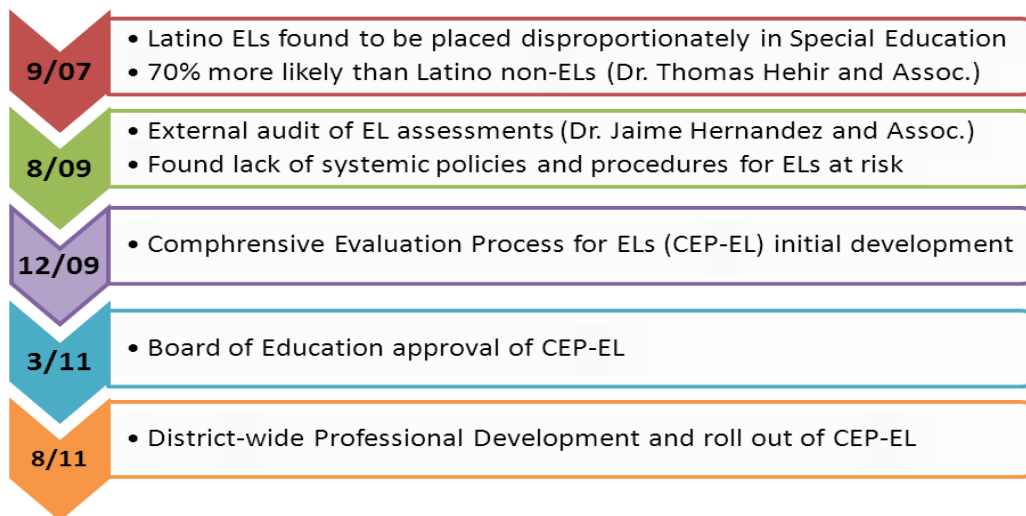 9/07
• Latino ELs found to be placed disproportionately in Special Education
• 70% more likely than Latino non-ELs (Dr. Thomas Hehir and Assoc.)
8/09
• External audit of EL assessments (Dr. Jaime Hernandez and Assoc.)
• Found lack of systemic policies and procedures for ELs at risk
12/09
• Comphrensive Evaluation Process for ELs (CEP-EL) initial development
3/11
• Board of Education approval of CEP-EL
8/11
• District-wide Professional Development and roll out of CEP-EL